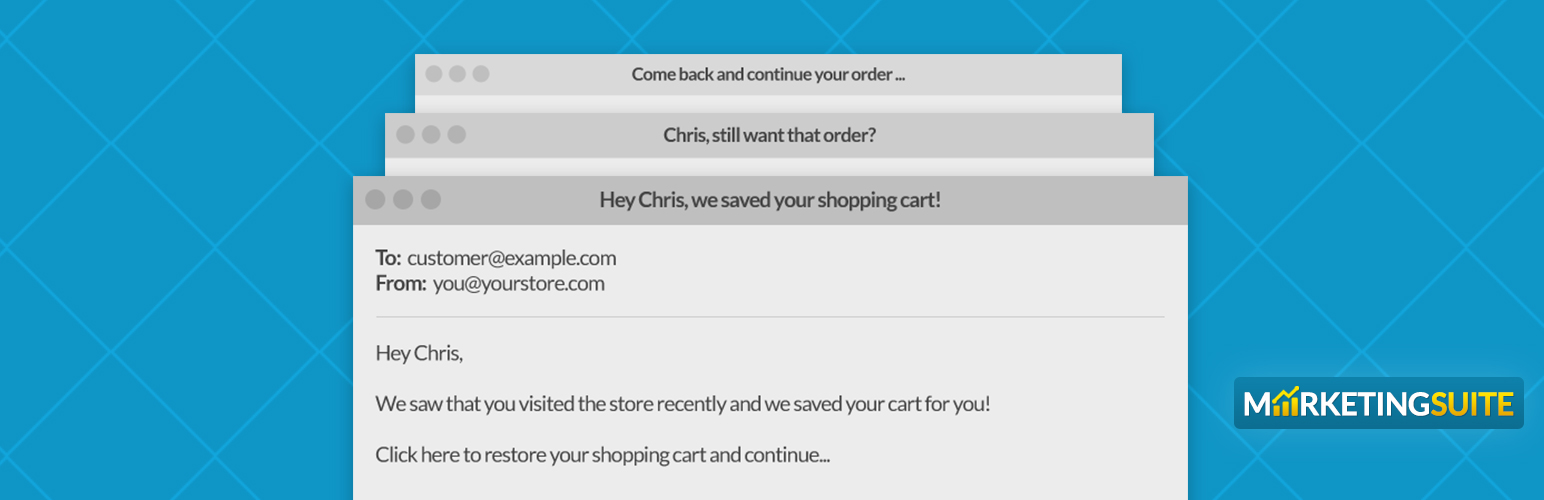 Come back and continue your order ...
Chris, still want that order?
Hey Chris, we saved your shopping cart!
To: customer@example.com
From: you@yourstore.com
Hey Chris,
We saw that you visited the store recently and we saved your cart for you!
Click here to restore your shopping cart and continue...
MARKETINGSUITE